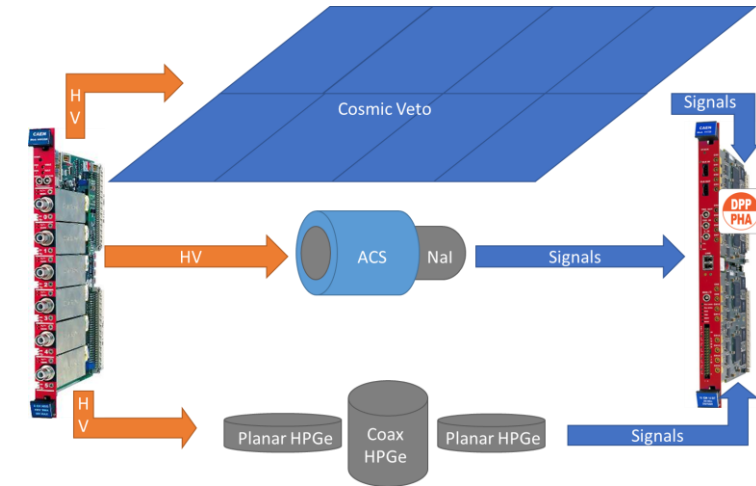 H
V
Cosmic Veto
Signals
CAEN
CAEN
DPP
PHA
HV
ACS
NaI
Signals
H
V
Planar HPGe
Coax
HPGe
Planar HPGe
Signals